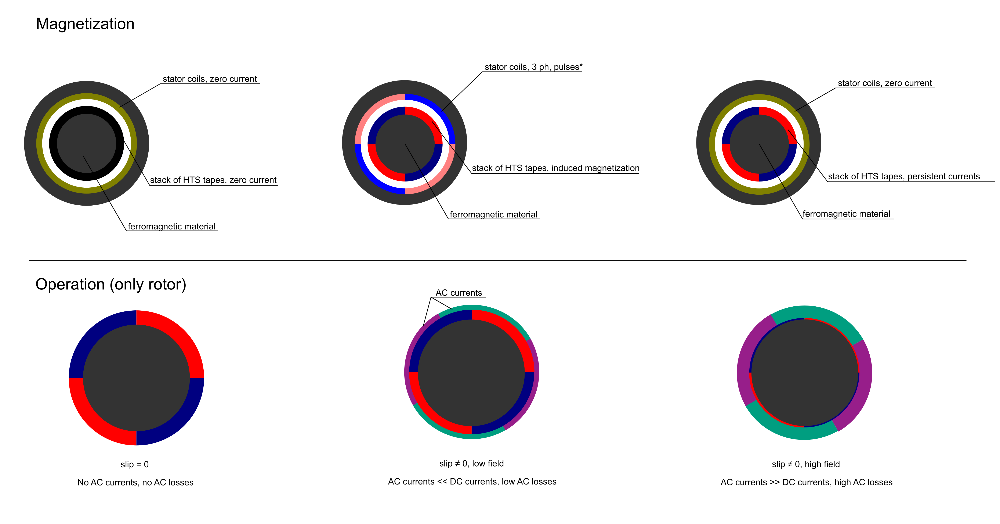 Magnetization
stator coils, zero current
stack of HTS tapes, zero current
ferromagnetic material
stator coils, 3 ph, pulses*
stack of HTS tapes, induced magnetization
ferromagnetic material
stator coils, zero current
stack of HTS tapes, persistent currents
ferromagnetic material
Operation (only rotor)
slip = 0
No AC currents, no AC losses
AC currents
slip ≠ 0, low field
AC currents << DC currents, low AC losses
slip ≠ 0, high field
AC currents >> DC currents, high AC losses